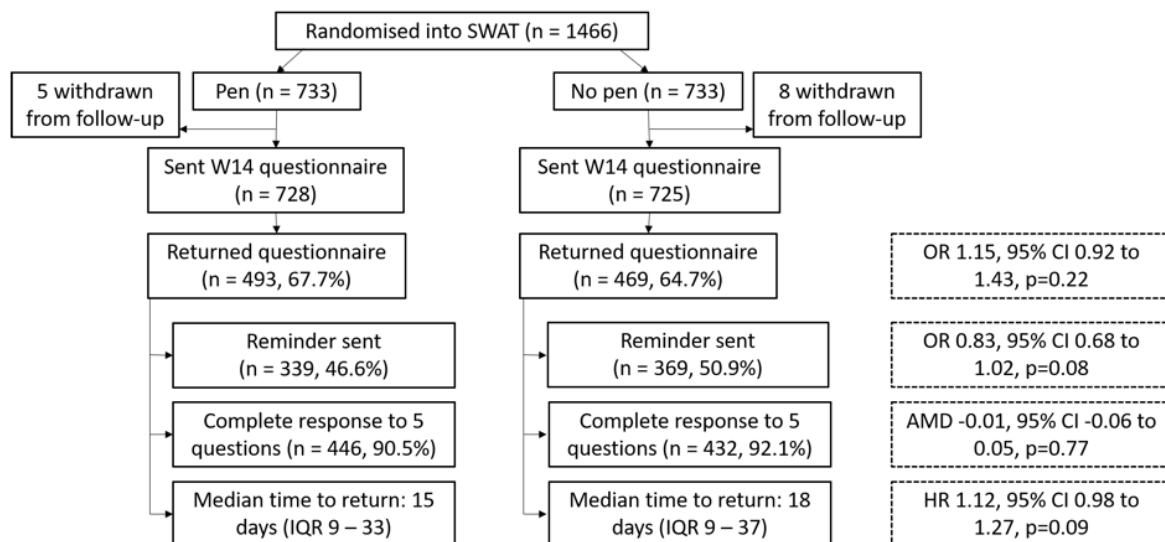 Randomised into SWAT (n = 1466)
5 withdrawn
from follow-up
Pen (n = 733)
No pen (n = 733)
8 withdrawn
from follow-up
Sent W14 questionnaire
(n = 728)
Sent W14 questionnaire
(n = 725)
Returned questionnaire
(n = 493, 67.7%)
Returned questionnaire
(n = 469, 64.7%)
OR 1.15, 95% CI 0.92 to
1.43, p=0.22
Reminder sent
(n = 339, 46.6%)
Reminder sent
(n = 369, 50.9%)
OR 0.83, 95% CI 0.68 to
1.02, p=0.08
Complete response to 5
questions (n = 446, 90.5%)
Complete response to 5
questions (n = 432, 92.1%)
AMD -0.01, 95% CI -0.06 to
0.05, p=0.77
Median time to return: 15
days (IQR 9 – 33)
Median time to return: 18
days (IQR 9 – 37)
HR 1.12, 95% CI 0.98 to
1.27, p=0.09